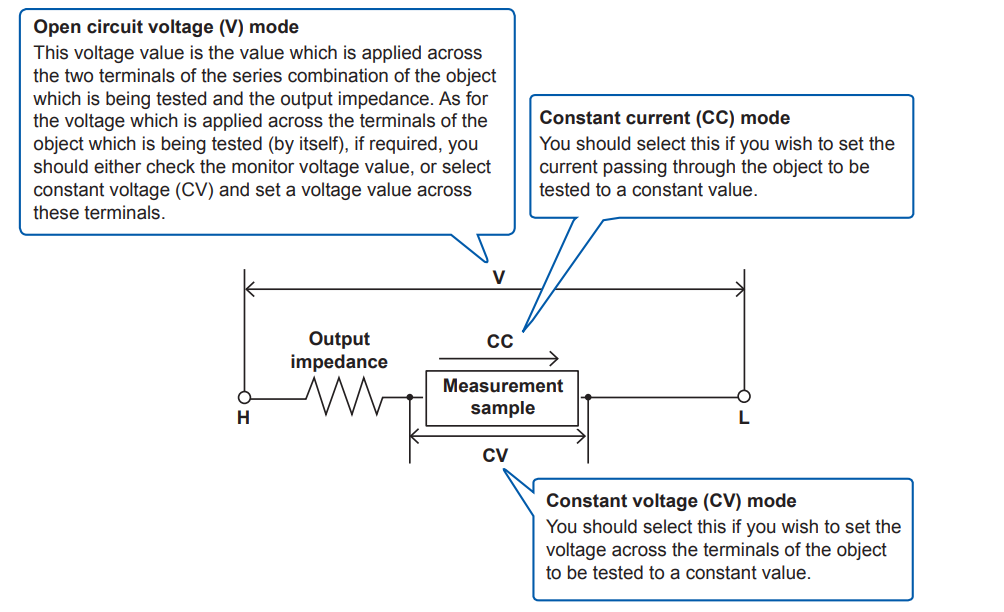 Open circuit voltage (V) mode
This voltage value is the value which is applied across
the two terminals of the series combination of the object
which is being tested and the output impedance. As for
the voltage which is applied across the terminals of the
object which is being tested (by itself), if required, you
should either check the monitor voltage value, or select
constant voltage (CV) and set a voltage value across
these terminals.
Constant current (CC) mode
You should select this if you wish to set the
current passing through the object to be
tested to a constant value.
V
Output
impedance
CC
Measurement
sample
H
L
CV
Constant voltage (CV) mode
You should select this if you wish to set the
voltage across the terminals of the object
to be tested to a constant value.